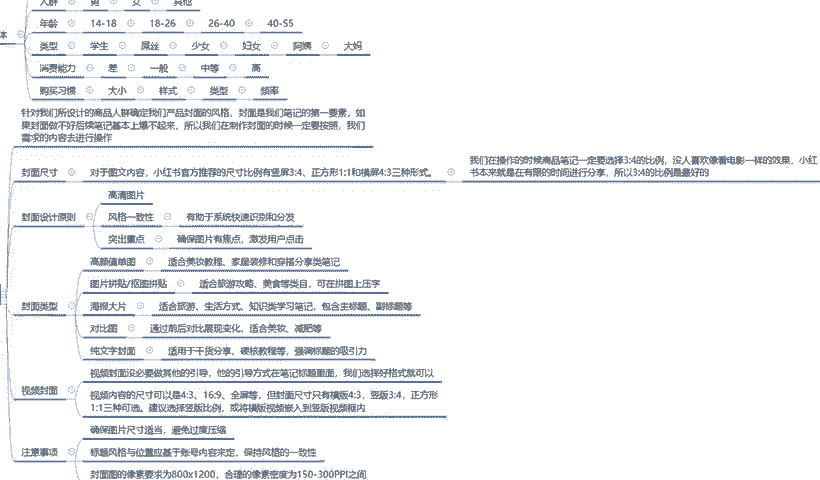 人群 男 女 其他
本
年龄 14-18 18-26 26-40 40-55
类型 学生 屌丝 少女 妇女 阿姨 大妈
消费能力 差 一般 中等 高
购买习惯 大小 样式 类型 频率
针对我们所设计的商品人群确定我们产品封面的风格，封面是我们笔记的第一要素，如
果封面做不好后续笔记基本上爆不起来，所以我们在制作封面的时候一定要按照，我们
需求的内容去进行操作
封面尺寸 对于图文内容，小红书官方推荐的尺寸比例有竖屏3:4、正方形1:1和横屏4:3三种形式。
我们在操作的时候商品笔记一定要选择3:4的比例，没人喜欢像看电影一样的效果，小红
书本来就是在有限的时间进行分享，所以3:4的比例是最好的
高清图片
封面设计原则 风格一致性 有助于系统快速识别和分发
突出重点 确保图片有焦点，激发用户点击
高颜值单图 适合美妆教程、家居装修和穿搭分享类笔记
图片拼贴/抠图拼贴 适合旅游攻略、美食等类目，可在拼图上压字
封面类型 海报大片 适合旅游、生活方式、知识类学习笔记，包含主标题、副标题等
对比图 通过前后对比展现变化，适合美妆、减肥等
纯文字封面 适用于干货分享、硬核教程等，强调标题的吸引力
视频封面没必要做其他的引导，他的引导方式在笔记标题里面，我们选择好格式就可以
视频封面
视频内容的尺寸可以是4:3、16:9、全屏等，但封面尺寸只有横版4:3，竖版3:4，正方形
1:1三种可选。建议选择竖版比例，或将横版视频嵌入到竖版视频框内
确保图片尺寸适当，避免过度压缩
注意事项 标题风格与位置应基于账号内容来定，保持风格的一致性
封面图的像素要求为800x1200，合理的像素密度为150-300PPI之间